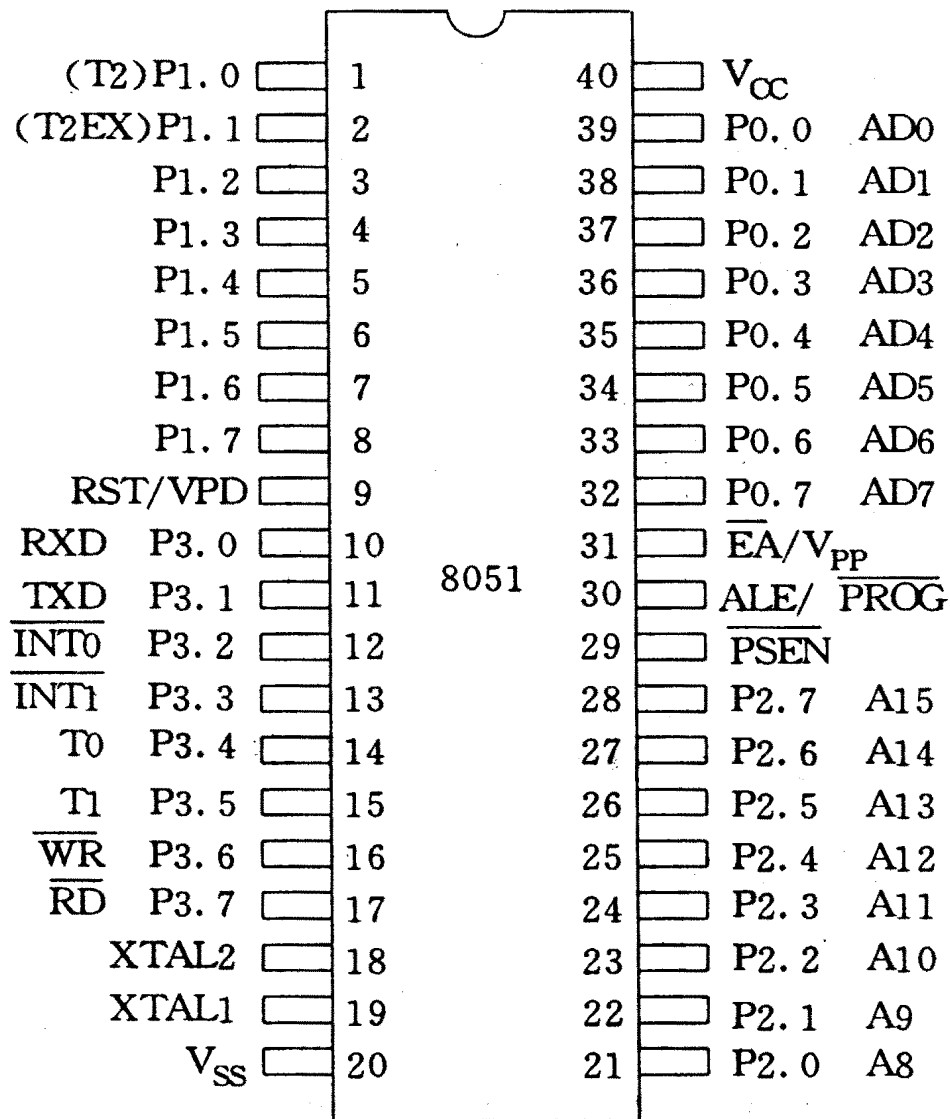 (T2)P1.0 1 40 VCC
(T2EX)P1.1 2 39 P0.0 AD0
P1.2 3 38 P0.1 AD1
P1.3 4 37 P0.2 AD2
P1.4 5 36 P0.3 AD3
P1.5 6 35 P0.4 AD4
P1.6 7 34 P0.5 AD5
P1.7 8 33 P0.6 AD6
RST/VPD 9 32 P0.7 AD7
RXD P3.0 10 31 E̅A̅/VPP
8051
TXD P3.1 11 30 ALE/ P̅R̅O̅G̅
I̅N̅T̅0̅ P3.2 12 29 P̅S̅E̅N̅
I̅N̅T̅1̅ P3.3 13 28 P2.7 A15
T0 P3.4 14 27 P2.6 A14
T1 P3.5 15 26 P2.5 A13
W̅R̅ P3.6 16 25 P2.4 A12
R̅D̅ P3.7 17 24 P2.3 A11
XTAL2 18 23 P2.2 A10
XTAL1 19 22 P2.1 A9
VSS 20 21 P2.0 A8